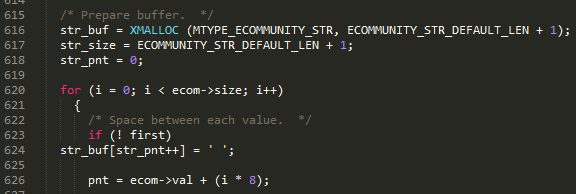 614
615 /* Prepare buffer.  */
616 str_buf = XMALLOC (MTYPE_ECOMMUNITY_STR, ECOMMUNITY_STR_DEFAULT_LEN + 1);
617 str_size = ECOMMUNITY_STR_DEFAULT_LEN + 1;
618 str_pnt = 0;
619
620 for (i = 0; i < ecom->size; i++)
621 {
622 /* Space between each value.  */
623 if (! first)
624 str_buf[str_pnt++] = ' ';
625
626 pnt = ecom->val + (i * 8);
627